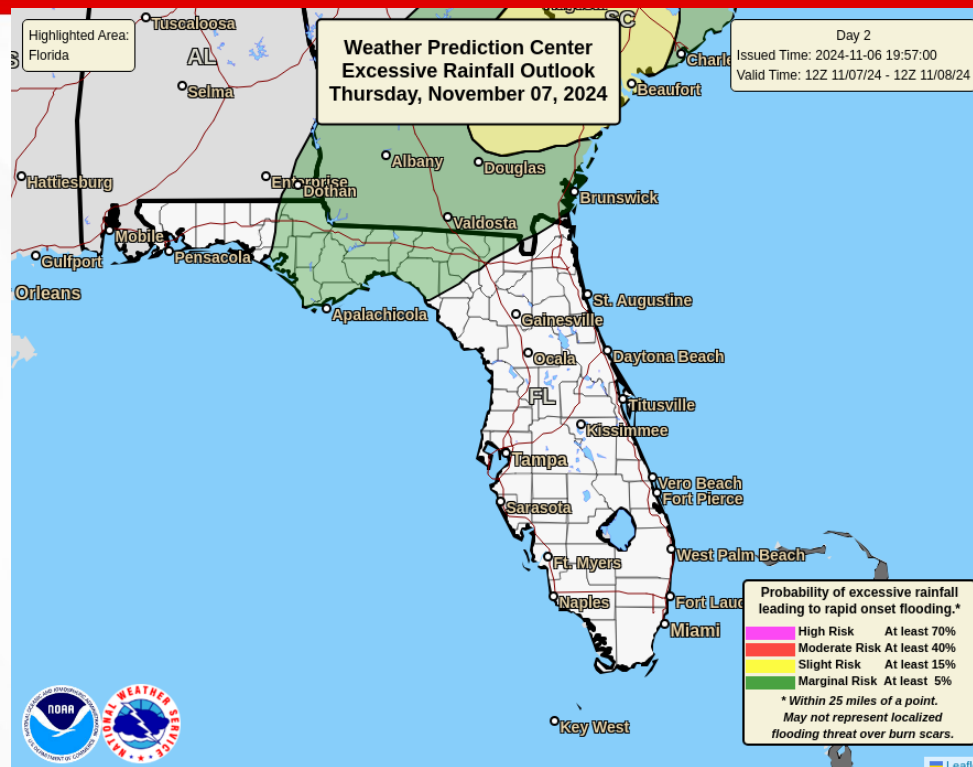 Highlighted Area:
Florida
Weather Prediction Center
Excessive Rainfall Outlook
Thursday, November 07, 2024
Day 2
Issued Time: 2024-11-06 19:57:00
Valid Time: 12Z 11/07/24 - 12Z 11/08/24
Tuscaloosa
AL
SC
Selma
Beaufort
Albany
Douglas
Hattiesburg
Enterprise
Dothan
Brunswick
Valdosta
Mobile
Pensacola
Gulfport
Orleans
St. Augustine
Apalachicola
Gainesville
Ocala
Daytona Beach
FL
Titusville
Kissimmee
Tampa
Vero Beach
Fort Pierce
Sarasota
West Palm Beach
Ft. Myers
Naples
Fort Laud
Miami
Key West
Probability of excessive rainfall
leading to rapid onset flooding.*
High Risk At least 70%
Moderate Risk At least 40%
Slight Risk At least 15%
Marginal Risk At least 5%
* Within 25 miles of a point.
May not represent localized
flooding threat over burn scars.
NOAA
NATIONAL WEATHER SERVICE